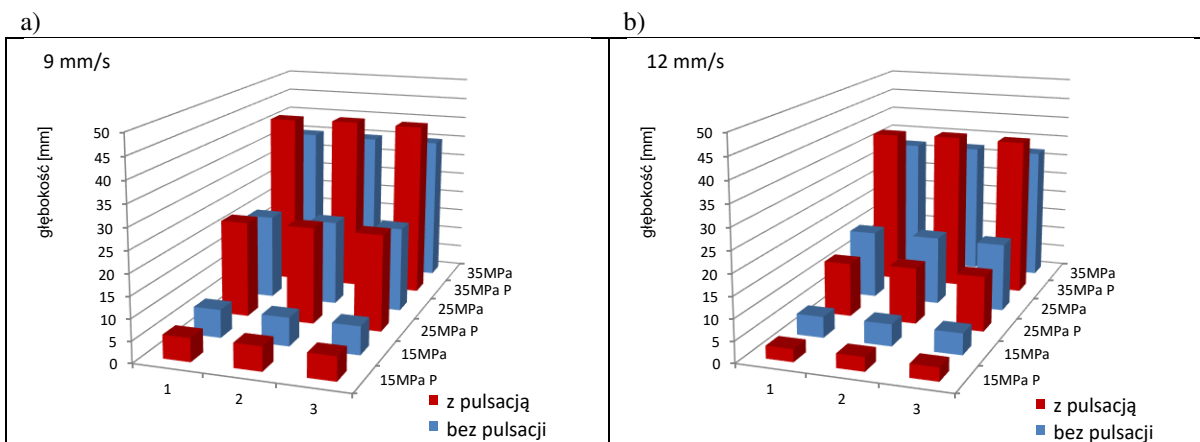 a)
9 mm/s
głębokość [mm]
50
45
40
35
30
25
20
15
10
5
0
1
2
3
35MPa
35MPa P
25MPa
25MPa P
15MPa
15MPa P
z pulsacją
bez pulsacji
b)
12 mm/s
głębokość [mm]
50
45
40
35
30
25
20
15
10
5
0
1
2
3
35MPa
35MPa P
25MPa
25MPa P
15MPa
15MPa P
z pulsacją
bez pulsacji